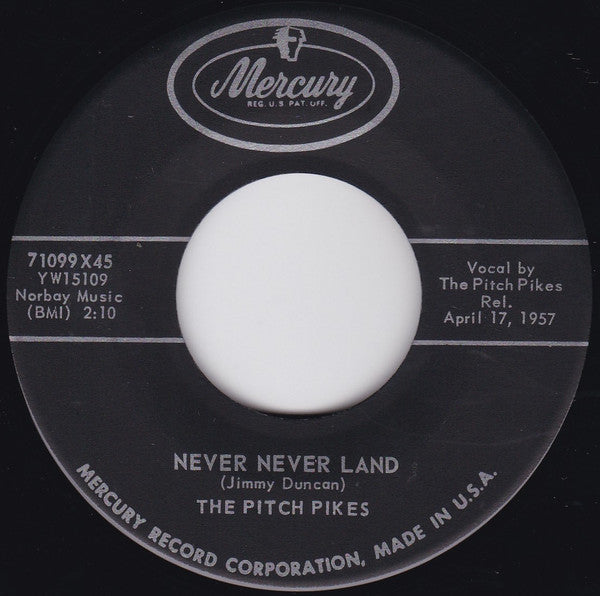 Mercury
REG. U.S. PAT. OFF.
71099X45
YW15109
Norbay Music
(BMI) 2:10
Vocal by
The Pitch Pikes
Rel.
April 17, 1957
NEVER NEVER LAND
(Jimmy Duncan)
THE PITCH PIKES
MERCURY RECORD CORPORATION, MADE IN U.S.A.